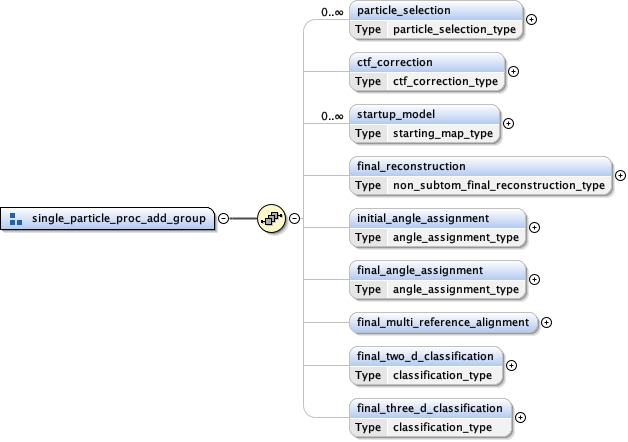 0..∞
particle_selection
Type particle_selection_type
ctf_correction
Type ctf_correction_type
0..∞
startup_model
Type starting_map_type
final_reconstruction
Type non_subtom_final_reconstruction_type
single_particle_proc_add_group
initial_angle_assignment
Type angle_assignment_type
final_angle_assignment
Type angle_assignment_type
final_multi_reference_alignment
final_two_d_classification
Type classification_type
final_three_d_classification
Type classification_type